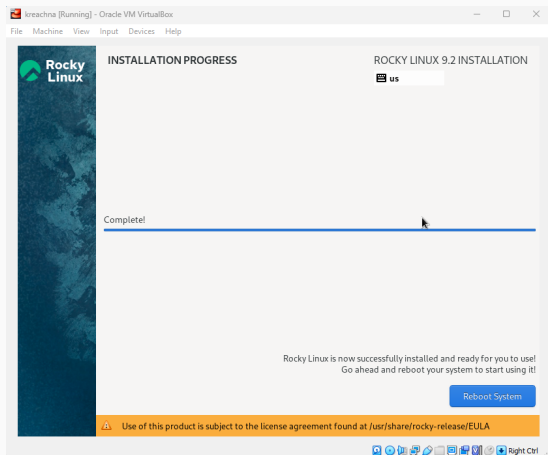 kreachna [Running] - Oracle VM VirtualBox
File Machine View Input Devices Help
Rocky
Linux
INSTALLATION PROGRESS
ROCKY LINUX 9.2 INSTALLATION
us
Complete!
Rocky Linux is now successfully installed and ready for you to use!
Go ahead and reboot your system to start using it!
Reboot System
Use of this product is subject to the license agreement found at /usr/share/rocky-release/EULA
Right Ctrl